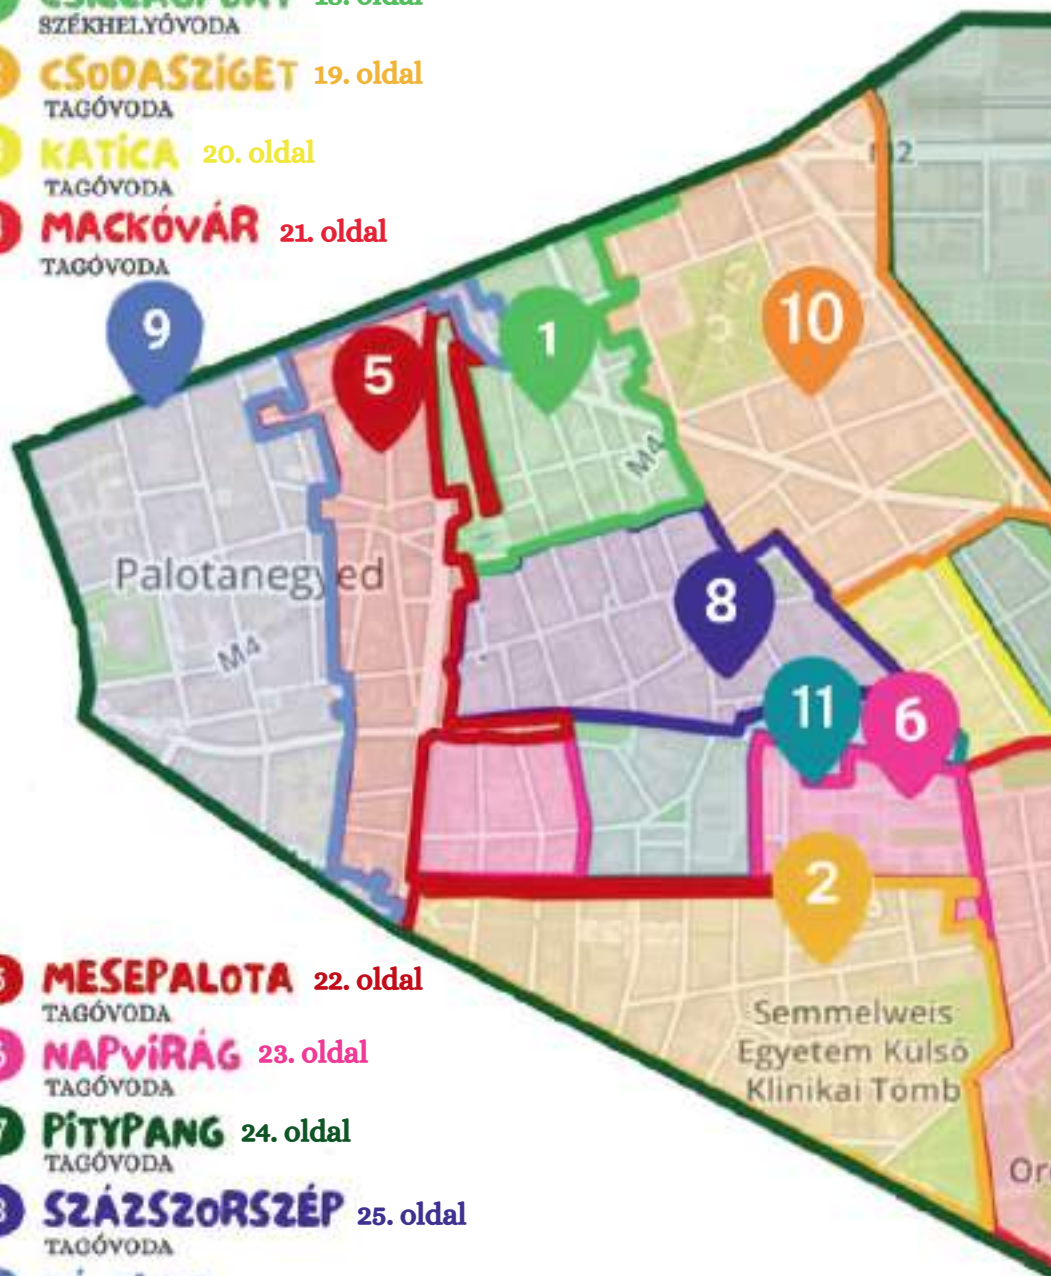 SZÉKHELYÓVODA
CSODASZIGET 19. oldal
TAGÓVODA
KATICA 20. oldal
TAGÓVODA
MACKÓVÁR 21. oldal
TAGÓVODA
9
5
1
10
M4
Palotanegyed
M4
8
11
6
2
Semmelweis
Egyetem Külső
Klinikai Tömb
MESEPALOTA 22. oldal
TAGÓVODA
NAPVIRÁG 23. oldal
TAGÓVODA
PITYPANG 24. oldal
TAGÓVODA
SZÁZSZORSZÉP 25. oldal
TAGÓVODA